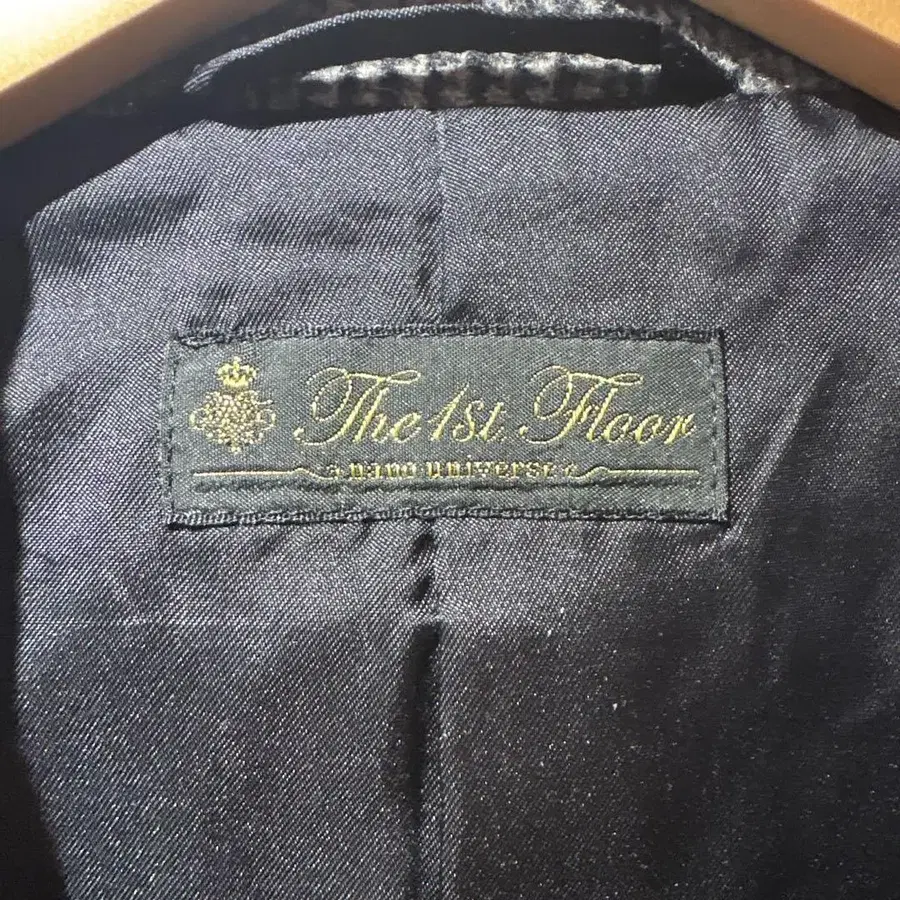 The 1st. Floor
nano universe